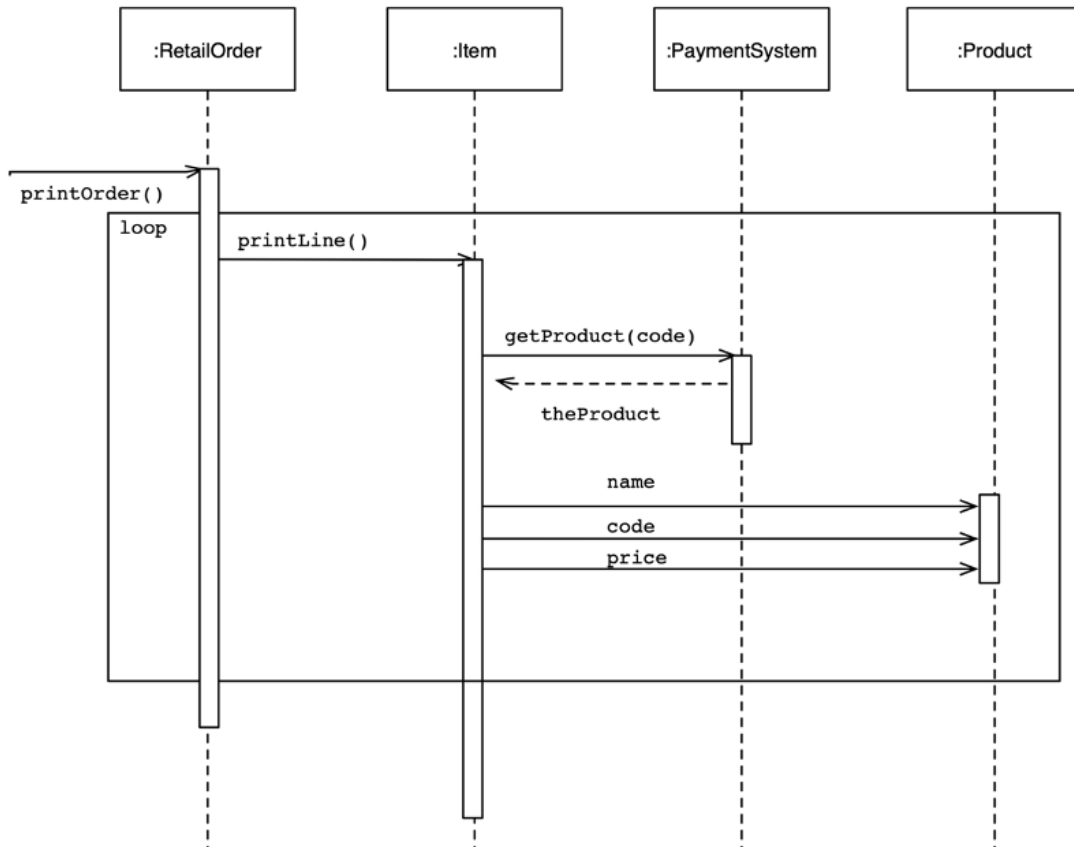 :RetailOrder
:Item
:PaymentSystem
:Product
printOrder()
loop
printLine()
getProduct(code)
theProduct
name
code
price